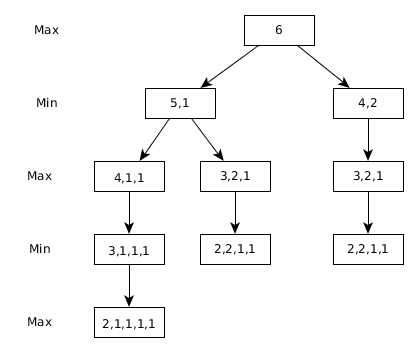 Max 6
Min 5,1 4,2
Max 4,1,1 3,2,1 3,2,1
Min 3,1,1,1 2,2,1,1 2,2,1,1
Max 2,1,1,1,1